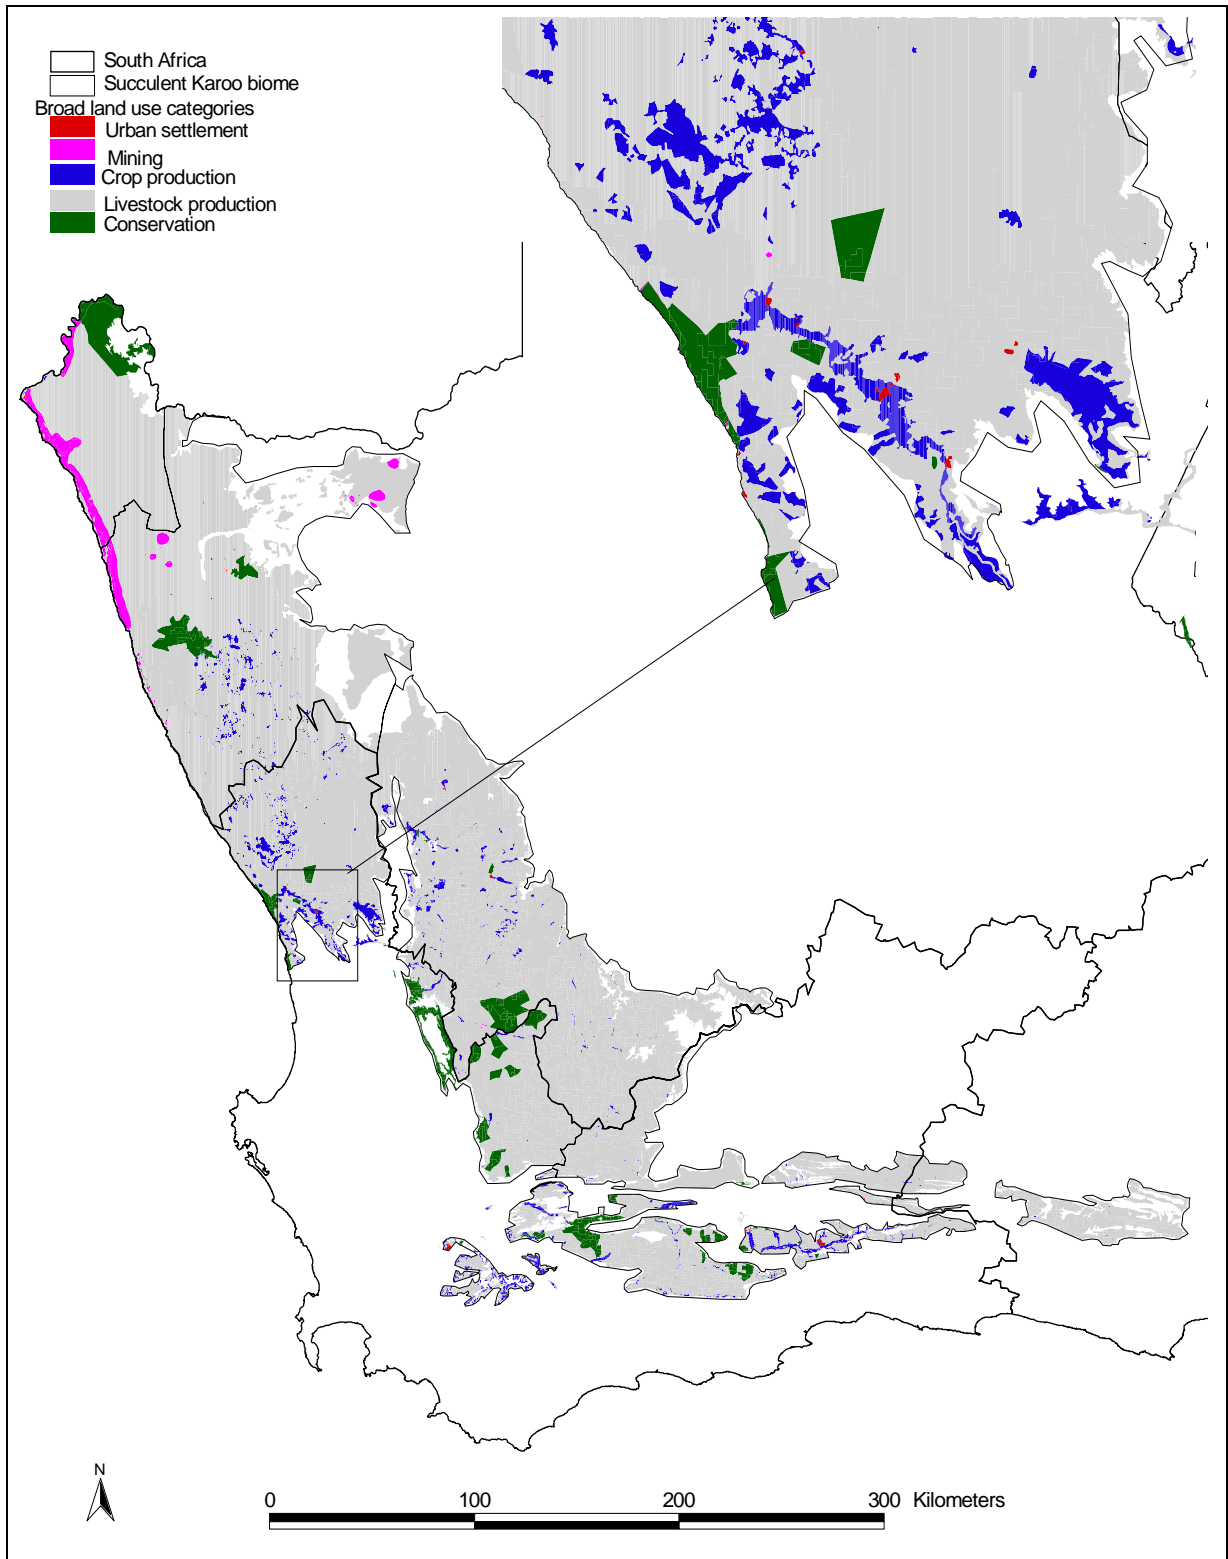 South Africa
Succulent Karoo biome
Broad land use categories
Urban settlement
Mining
Crop production
Livestock production
Conservation
N
0 100 200 300 Kilometers